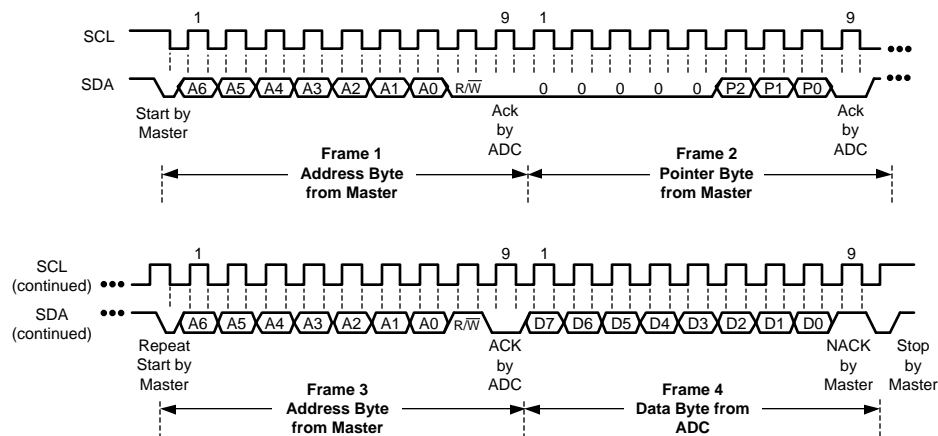 1 9 1 9
SCL
SDA A6 A5 A4 A3 A2 A1 A0 R/W̅ 0 0 0 0 0 P2 P1 P0
Start by
Master
Ack
by
ADC
Ack
by
ADC
Frame 1
Address Byte
from Master
Frame 2
Pointer Byte
from Master
1 9 1 9
SCL
(continued)
SDA
(continued)
A6 A5 A4 A3 A2 A1 A0 R/W̅ D7 D6 D5 D4 D3 D2 D1 D0
Repeat
Start by
Master
ACK
by
ADC
NACK
by
Master
Stop
by
Master
Frame 3
Address Byte
from Master
Frame 4
Data Byte from
ADC